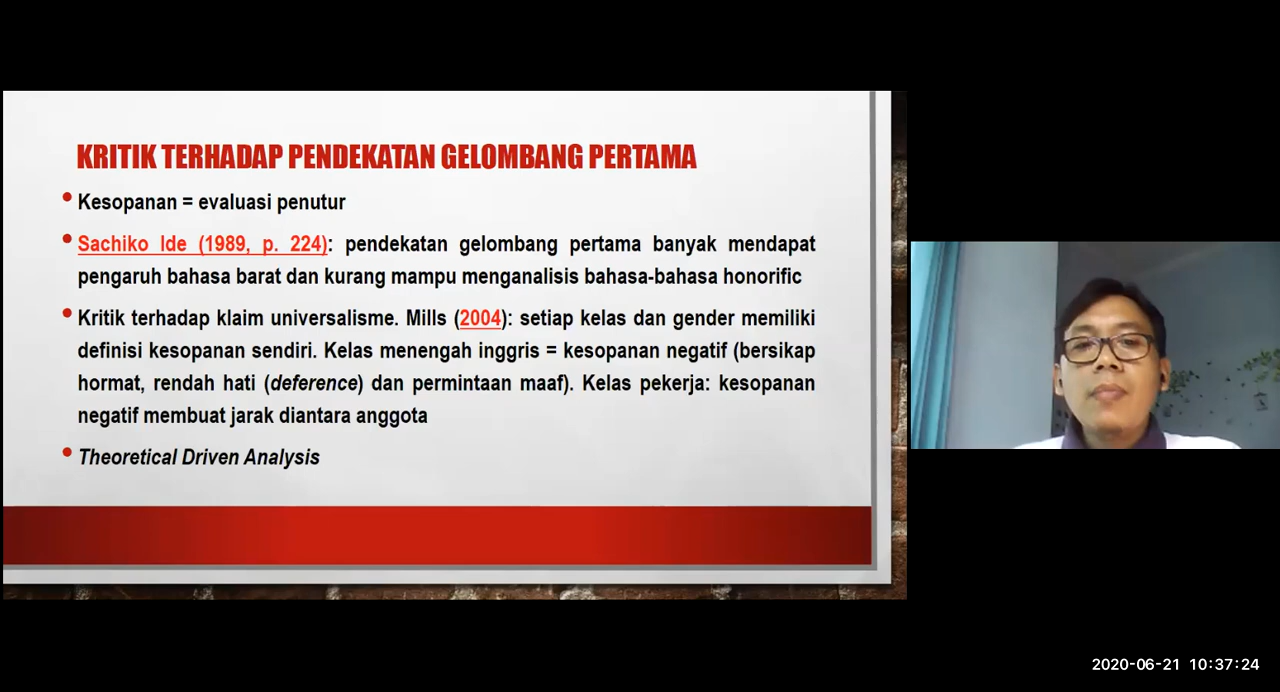 KRITIK TERHADAP PENDEKATAN GELOMBANG PERTAMA
• Kesopanan = evaluasi penutur
• Sachiko Ide (1989, p. 224): pendekatan gelombang pertama banyak mendapat
pengaruh bahasa barat dan kurang mampu menganalisis bahasa-bahasa honorific
• Kritik terhadap klaim universalisme. Mills (2004): setiap kelas dan gender memiliki
definisi kesopanan sendiri. Kelas menengah inggris = kesopanan negatif (bersikap
hormat, rendah hati (deference) dan permintaan maaf). Kelas pekerja: kesopanan
negatif membuat jarak diantara anggota
• Theoretical Driven Analysis
2020-06-21 10:37:24